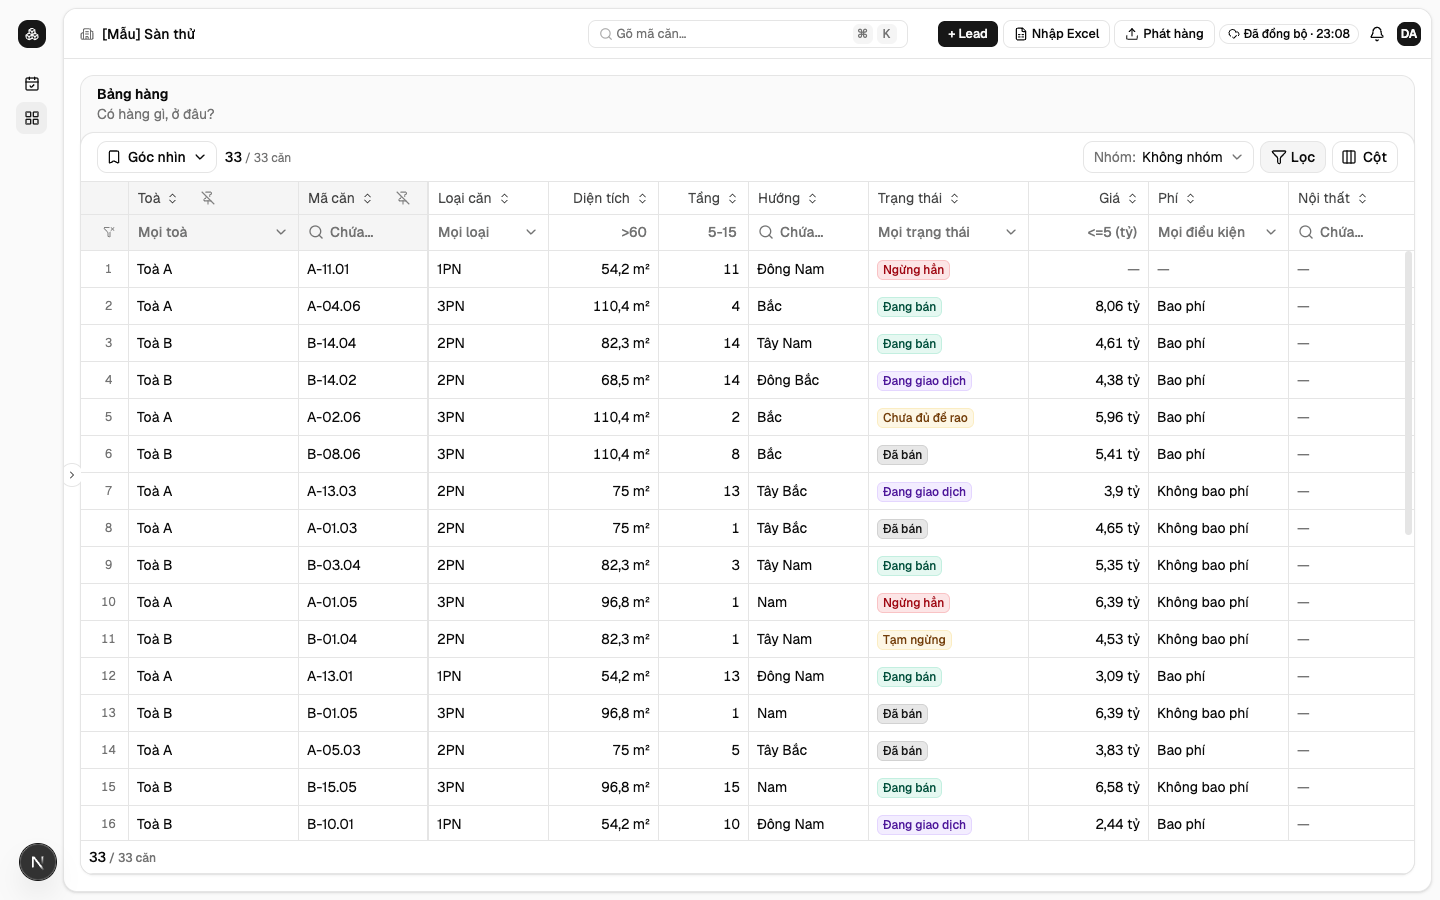 [Mẫu] Sàn thử
Gõ mã căn...
⌘ K
+ Lead
Nhập Excel
Phát hàng
Đã đồng bộ · 23:08
DA
Bảng hàng
Có hàng gì, ở đâu?
Góc nhìn
33 / 33 căn
Nhóm: Không nhóm
Lọc
Cột
Toà Mã căn Loại căn Diện tích Tầng Hướng Trạng thái Giá Phí Nội thất
Mọi toà Chứa... Mọi loại >60 5-15 Chứa... Mọi trạng thái <=5 (tỷ) Mọi điều kiện Chứa...
1 Toà A A-11.01 1PN 54,2 m² 11 Đông Nam Ngừng hẳn — — —
2 Toà A A-04.06 3PN 110,4 m² 4 Bắc Đang bán 8,06 tỷ Bao phí —
3 Toà B B-14.04 2PN 82,3 m² 14 Tây Nam Đang bán 4,61 tỷ Bao phí —
4 Toà B B-14.02 2PN 68,5 m² 14 Đông Bắc Đang giao dịch 4,38 tỷ Bao phí —
5 Toà A A-02.06 3PN 110,4 m² 2 Bắc Chưa đủ để rao 5,96 tỷ Bao phí —
6 Toà B B-08.06 3PN 110,4 m² 8 Bắc Đã bán 5,41 tỷ Bao phí —
7 Toà A A-13.03 2PN 75 m² 13 Tây Bắc Đang giao dịch 3,9 tỷ Không bao phí —
8 Toà A A-01.03 2PN 75 m² 1 Tây Bắc Đã bán 4,65 tỷ Không bao phí —
9 Toà B B-03.04 2PN 82,3 m² 3 Tây Nam Đang bán 5,35 tỷ Không bao phí —
10 Toà A A-01.05 3PN 96,8 m² 1 Nam Ngừng hẳn 6,39 tỷ Không bao phí —
11 Toà B B-01.04 2PN 82,3 m² 1 Tây Nam Tạm ngừng 4,53 tỷ Không bao phí —
12 Toà A A-13.01 1PN 54,2 m² 13 Đông Nam Đang bán 3,09 tỷ Bao phí —
13 Toà B B-01.05 3PN 96,8 m² 1 Nam Đã bán 6,39 tỷ Không bao phí —
14 Toà A A-05.03 2PN 75 m² 5 Tây Bắc Đã bán 3,83 tỷ Bao phí —
15 Toà B B-15.05 3PN 96,8 m² 15 Nam Đang bán 6,58 tỷ Không bao phí —
16 Toà B B-10.01 1PN 54,2 m² 10 Đông Nam Đang giao dịch 2,44 tỷ Bao phí —
33 / 33 căn
N